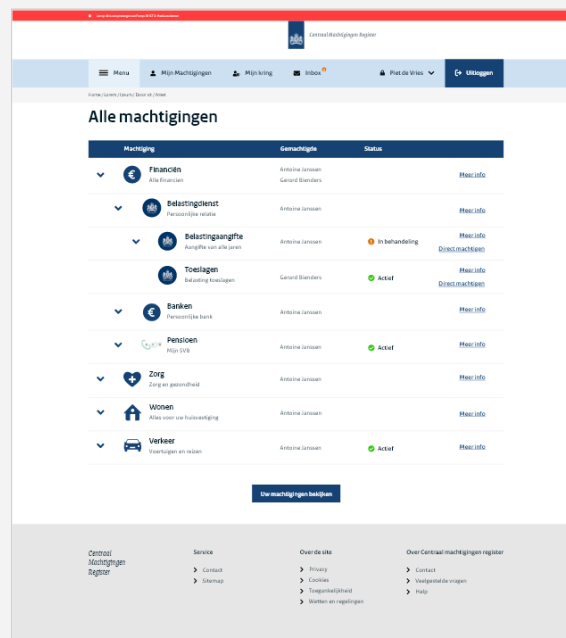 Centraal Machtigingen Register
Menu
Mijn Machtigingen
Mijn kring
Inbox
Piet de Vries
Uitloggen
Alle machtigingen
Machtiging Gemachtigde Status
Financiën
Alle financien
Antoine Janssen
Gerard Bienders
Meer info
Belastingdienst
Persoonlijke relatie
Antoine Janssen
Meer info
Belastingaangifte
Aangifte van alle jaren
Antoine Janssen
In behandeling
Meer info
Direct machtigen
Toeslagen
Belasting toeslagen
Gerard Bienders
Actief
Meer info
Direct machtigen
Banken
Persoonlijke bank
Antoine Janssen
Meer info
Pensioen
Mijn SVB
Antoine Janssen
Actief
Meer info
Zorg
Zorg en gezondheid
Antoine Janssen
Meer info
Wonen
Alles voor uw huisvestiging
Antoine Janssen
Meer info
Verkeer
Voertuigen en reizen
Antoine Janssen
Actief
Meer info
Uw machtigingen bekijken
Centraal
Machtigingen
Register
Service
Contact
Sitemap
Over de site
Privacy
Cookies
Toegankelijkheid
Wetten en regelingen
Over Centraal machtigingen register
Contact
Veelgestelde vragen
Help